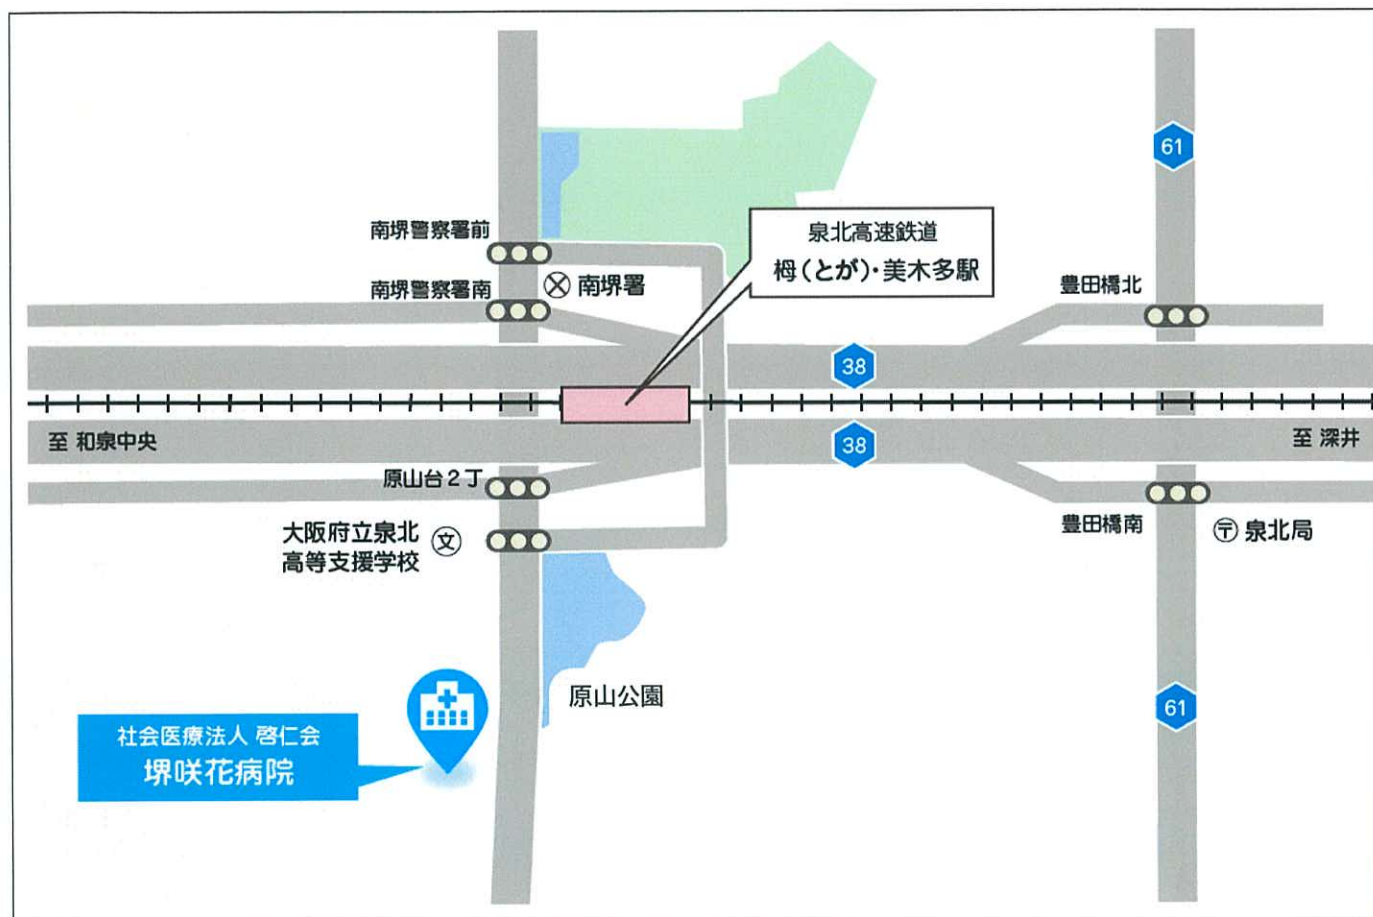 61
南堺警察署前
泉北高速鉄道
栂(とが)・美木多駅
南堺警察署南
南堺署
豊田橋北
38
至 和泉中央
38
至 深井
原山台2丁
大阪府立泉北
高等支援学校
文
豊田橋南
〒 泉北局
原山公園
61
社会医療法人 啓仁会
堺咲花病院